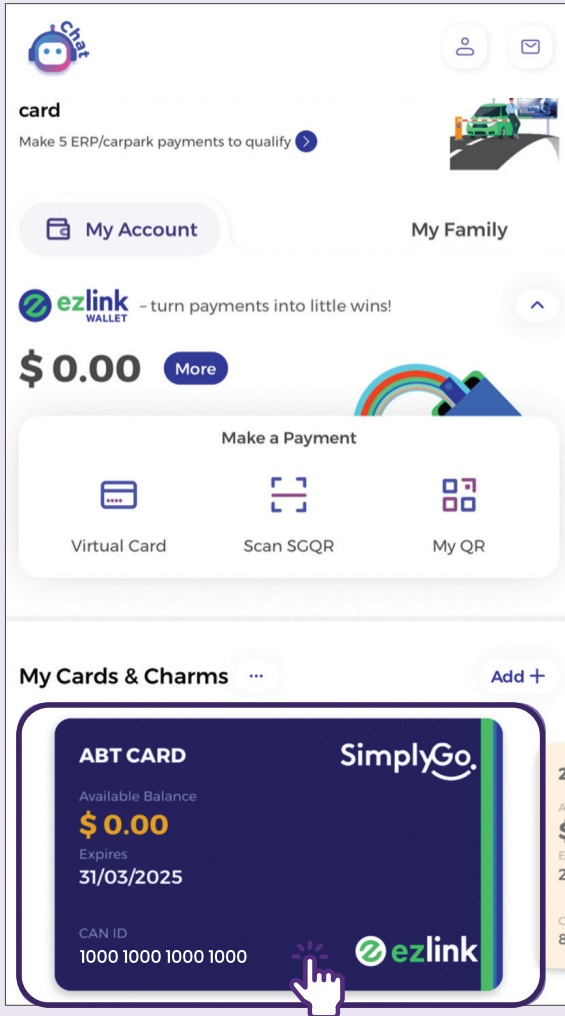 Chat
card
Make 5 ERP/carpark payments to qualify
My Account
My Family
ezlink
WALLET
– turn payments into little wins!
$ 0.00
More
Make a Payment
Virtual Card
Scan SGQR
My QR
My Cards & Charms ...
Add +
ABT CARD
SimplyGo.
Available Balance
$ 0.00
Expires
31/03/2025
CAN ID
1000 1000 1000 1000
ezlink